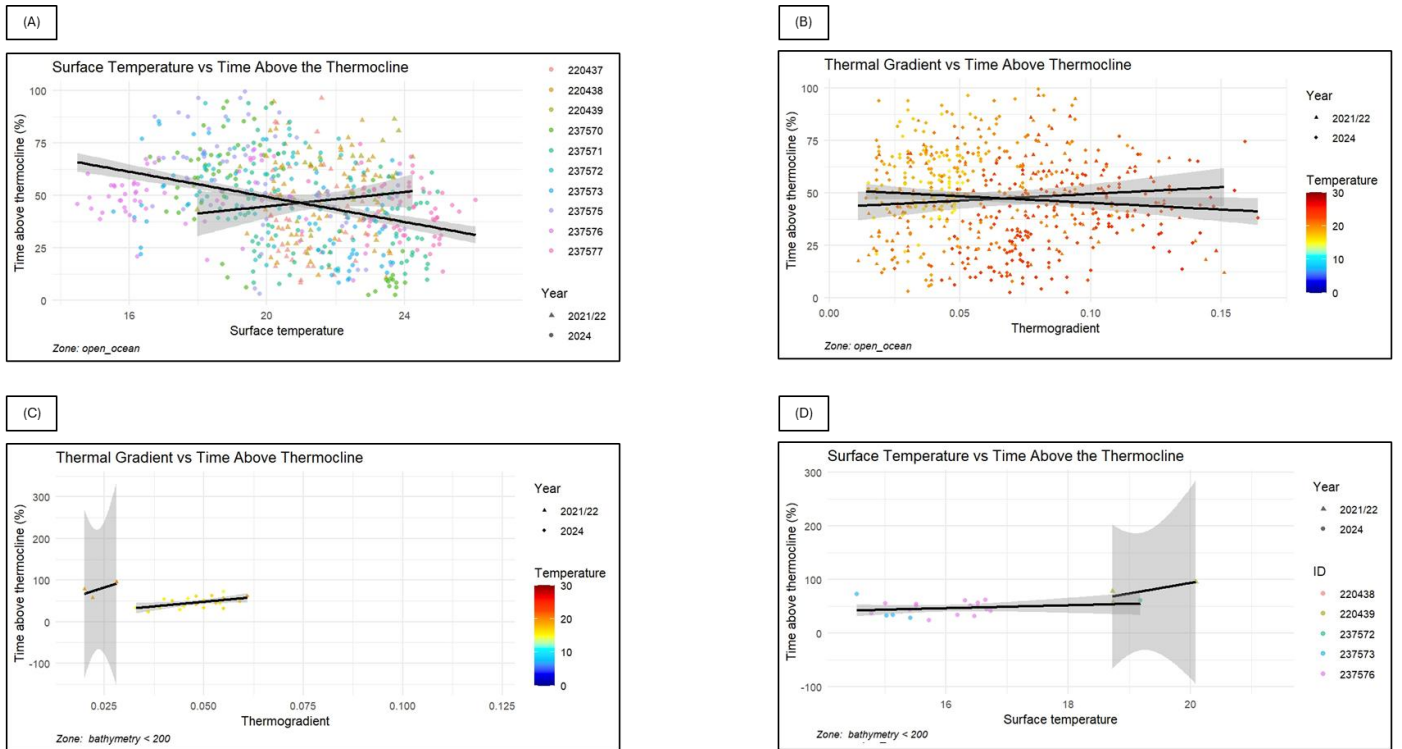 (A)
Surface Temperature vs Time Above the Thermocline
Time above thermocline (%)
100
75
50
25
0
16
20
24
Surface temperature
Zone: open_ocean
220437
220438
220439
237570
237571
237572
237573
237575
237576
237577
Year
2021/22
2024
(B)
Thermal Gradient vs Time Above Thermocline
Time above thermocline (%)
100
75
50
25
0
0.00
0.05
0.10
0.15
Thermogradient
Zone: open_ocean
Year
2021/22
2024
Temperature
30
20
10
0
(C)
Thermal Gradient vs Time Above Thermocline
Time above thermocline (%)
300
200
100
0
-100
0.025
0.050
0.075
0.100
0.125
Thermogradient
Zone: bathymetry < 200
Year
2021/22
2024
Temperature
30
20
10
0
(D)
Surface Temperature vs Time Above the Thermocline
Time above thermocline (%)
300
200
100
0
-100
16
18
20
Surface temperature
Zone: bathymetry < 200
Year
2021/22
2024
ID
220438
220439
237572
237573
237576